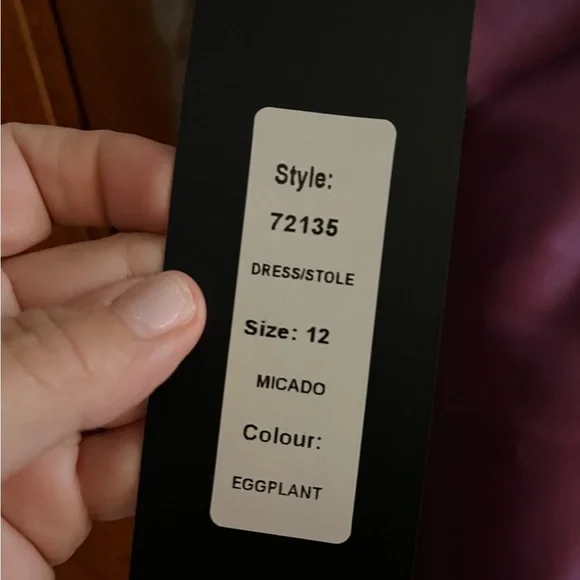 Style:
72135
DRESS/STOLE
Size: 12
MICADO
Colour:
EGGPLANT